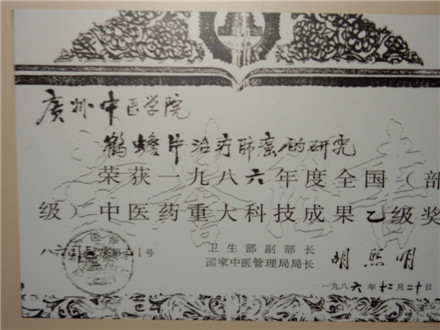 廣州中医学院
鹤蟾片治疗肺癌的研究
荣获一九八六年度全国（部
级）中医药重大科技成果乙级奖
卫生部副部长
国家中医管理局局长
胡熙明
一九八六年十二月二十日